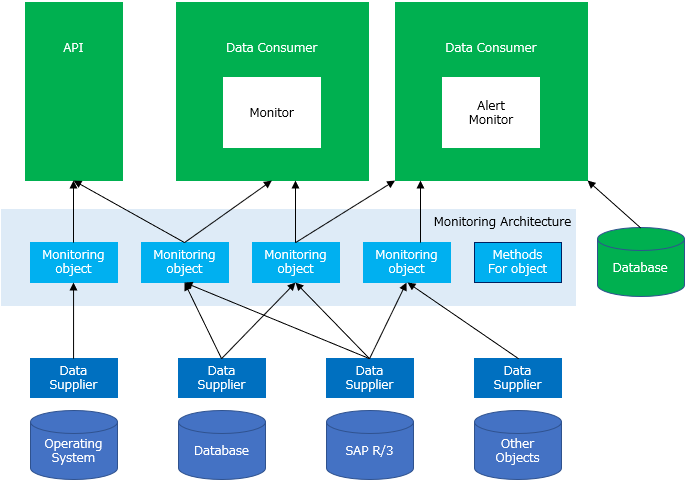 API
Data Consumer
Data Consumer
Monitor
Alert
Monitor
Monitoring Architecture
Monitoring
object
Monitoring
object
Monitoring
object
Monitoring
object
Methods
For object
Database
Data
Supplier
Data
Supplier
Data
Supplier
Data
Supplier
Operating
System
Database
SAP R/3
Other
Objects